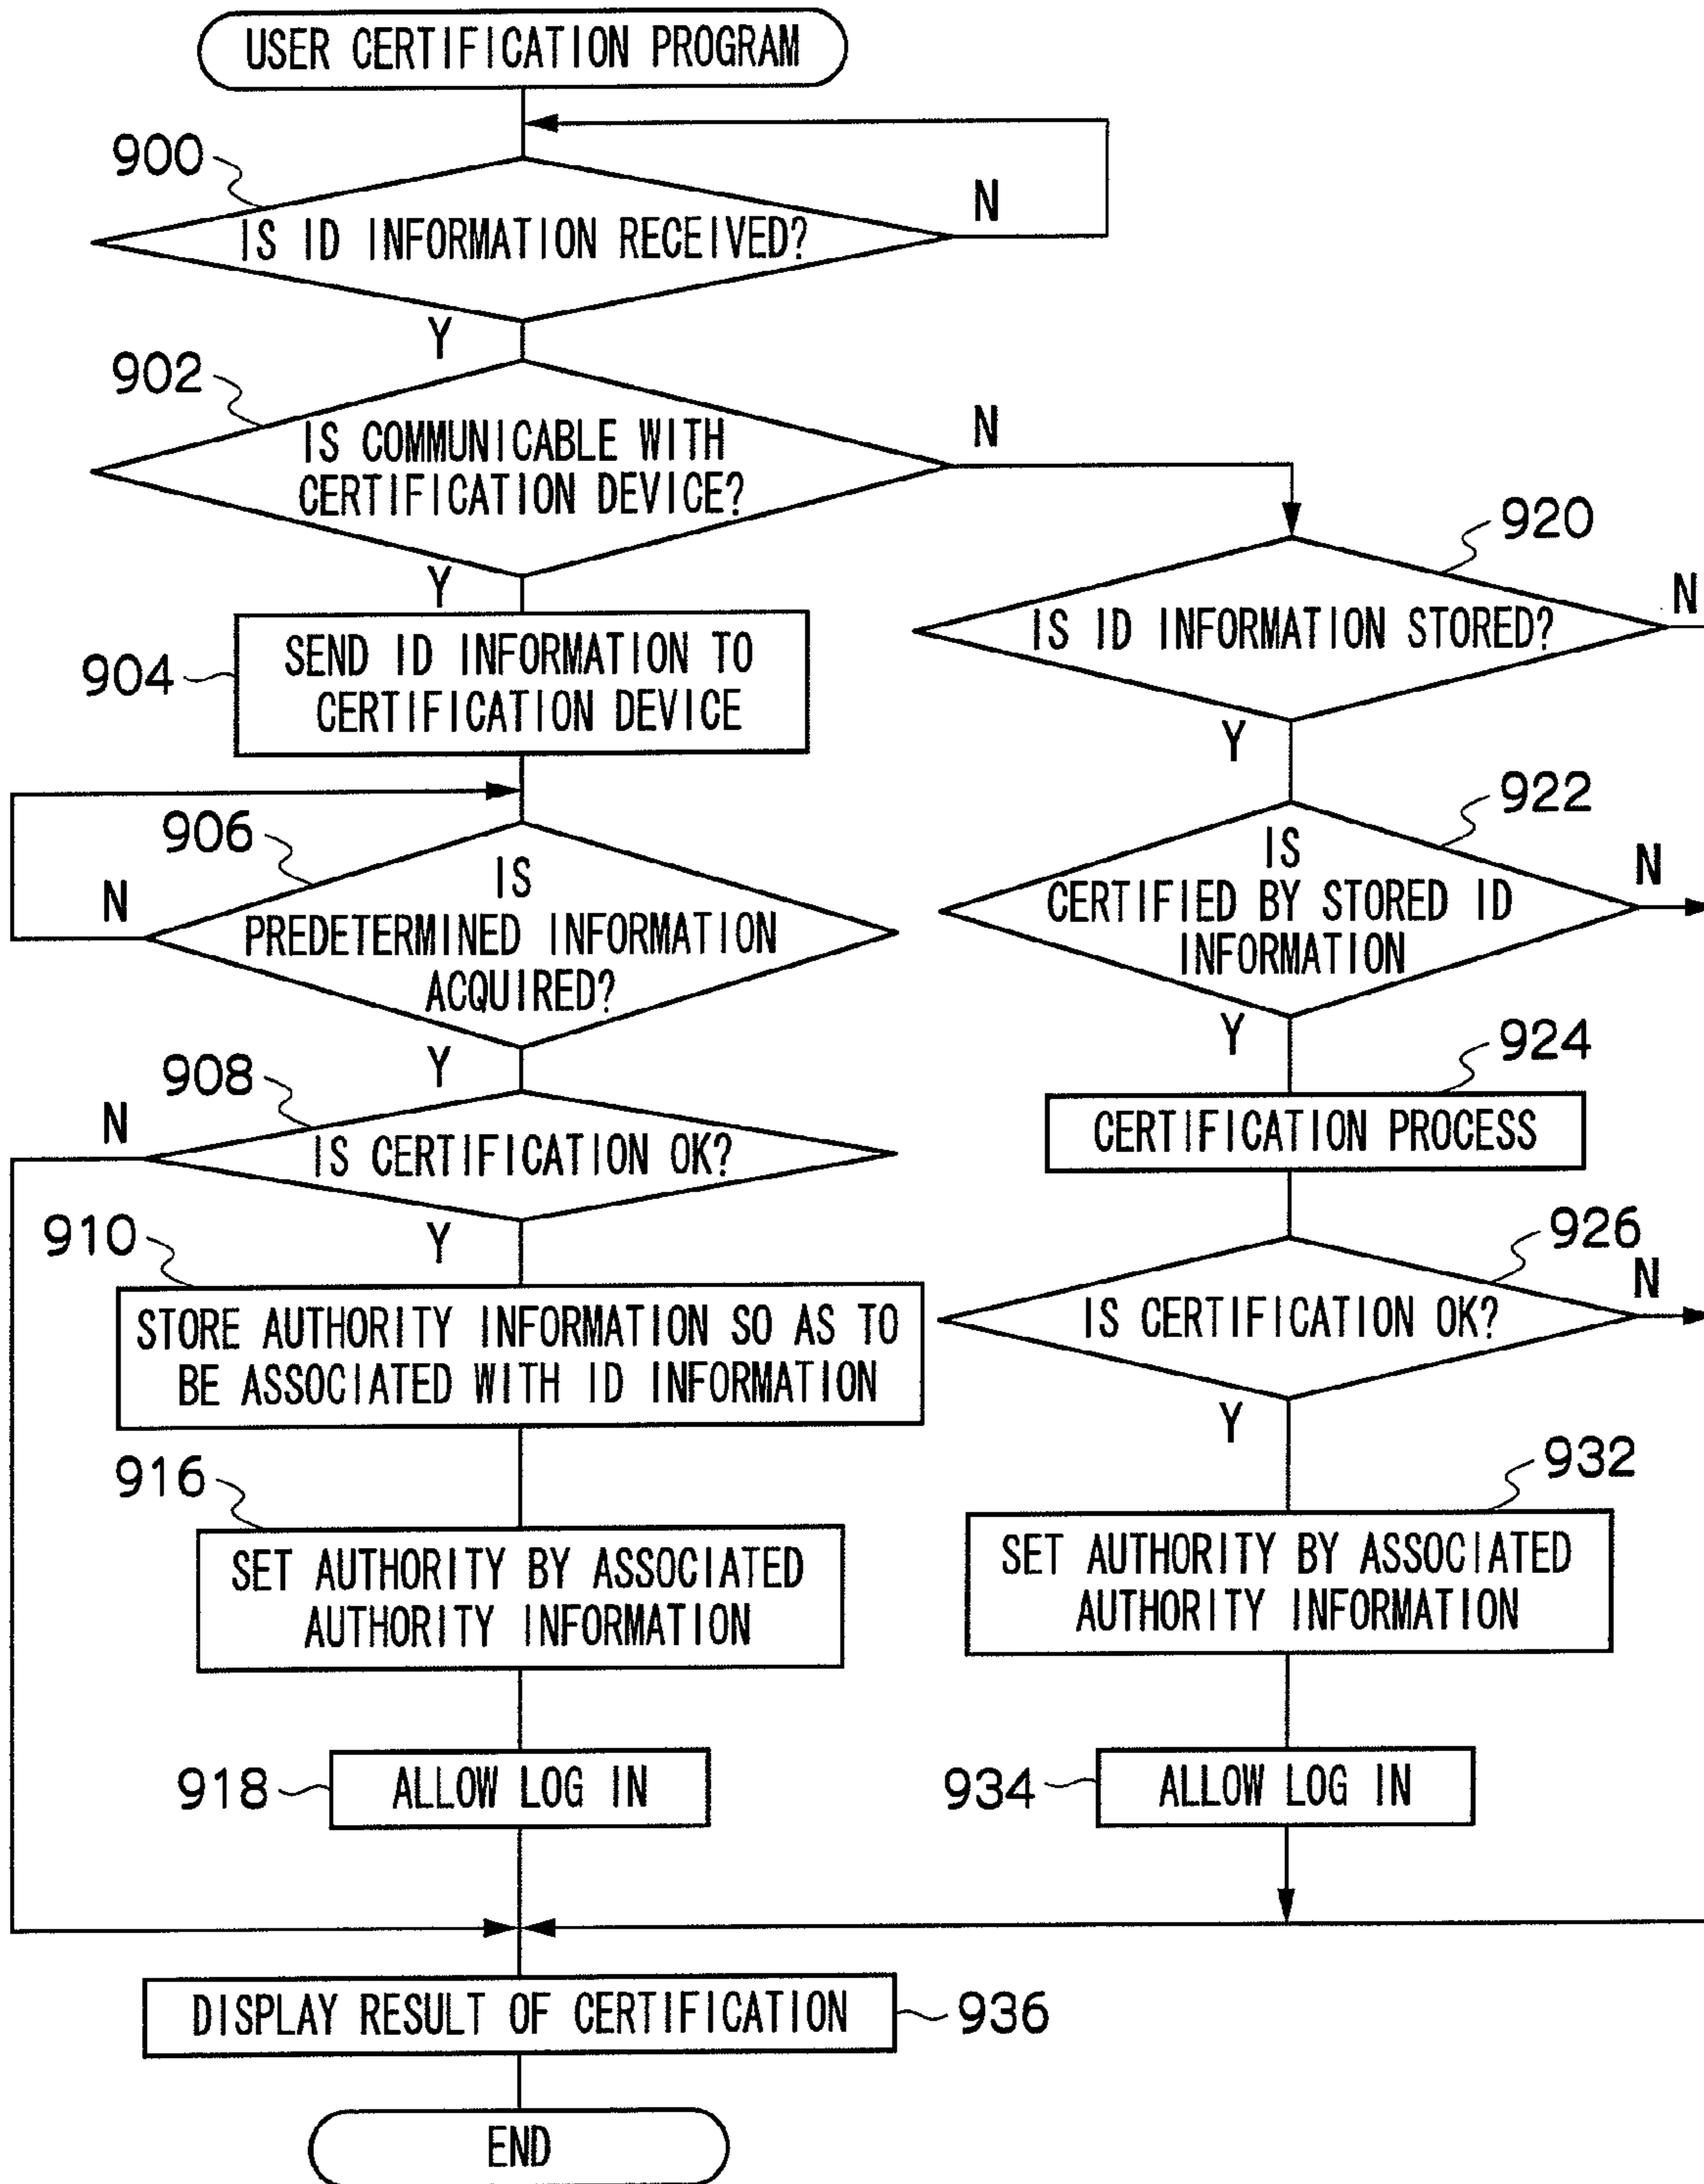 USER CERTIFICATION PROGRAM
900
IS ID INFORMATION RECEIVED?
N
Y
902
IS COMMUNICABLE WITH
CERTIFICATION DEVICE?
N
Y
904
SEND ID INFORMATION TO
CERTIFICATION DEVICE
906
IS
PREDETERMINED INFORMATION
ACQUIRED?
N
Y
908
IS CERTIFICATION OK?
N
Y
910
STORE AUTHORITY INFORMATION SO AS TO
BE ASSOCIATED WITH ID INFORMATION
916
SET AUTHORITY BY ASSOCIATED
AUTHORITY INFORMATION
918
ALLOW LOG IN
920
IS ID INFORMATION STORED?
N
Y
922
IS
CERTIFIED BY STORED ID
INFORMATION
N
Y
924
CERTIFICATION PROCESS
926
IS CERTIFICATION OK?
N
Y
932
SET AUTHORITY BY ASSOCIATED
AUTHORITY INFORMATION
934
ALLOW LOG IN
DISPLAY RESULT OF CERTIFICATION
936
END